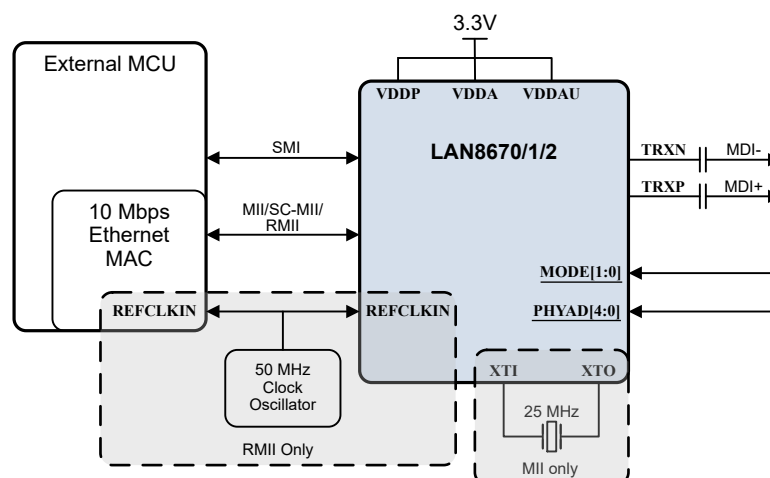 3.3V
External MCU
VDDP VDDA VDDAU
LAN8670/1/2
SMI
TRXN MDI-
TRXP MDI+
10 Mbps
Ethernet
MAC
MII/SC-MII/
RMII
MODE[1:0]
REFCLKIN REFCLKIN
PHYAD[4:0]
50 MHz
Clock
Oscillator
XTI XTO
25 MHz
RMII Only
MII only